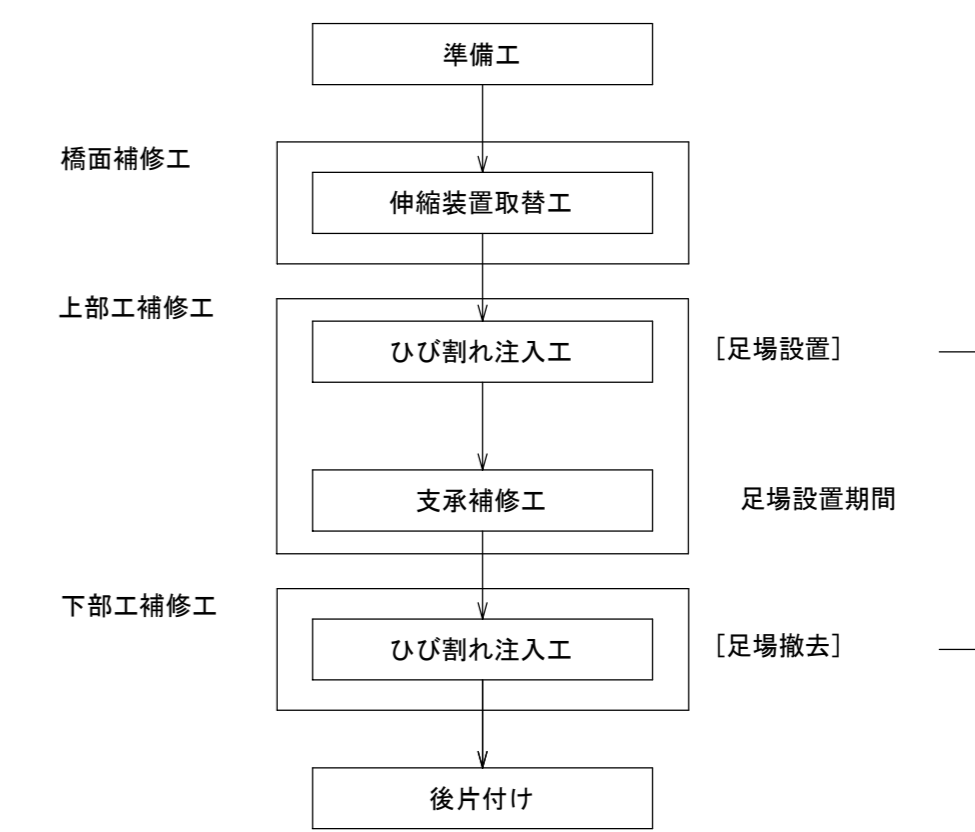 準備工
橋面補修工
伸縮装置取替工
上部工補修工
ひび割れ注入工
[足場設置]
支承補修工
足場設置期間
下部工補修工
ひび割れ注入工
[足場撤去]
後片付け